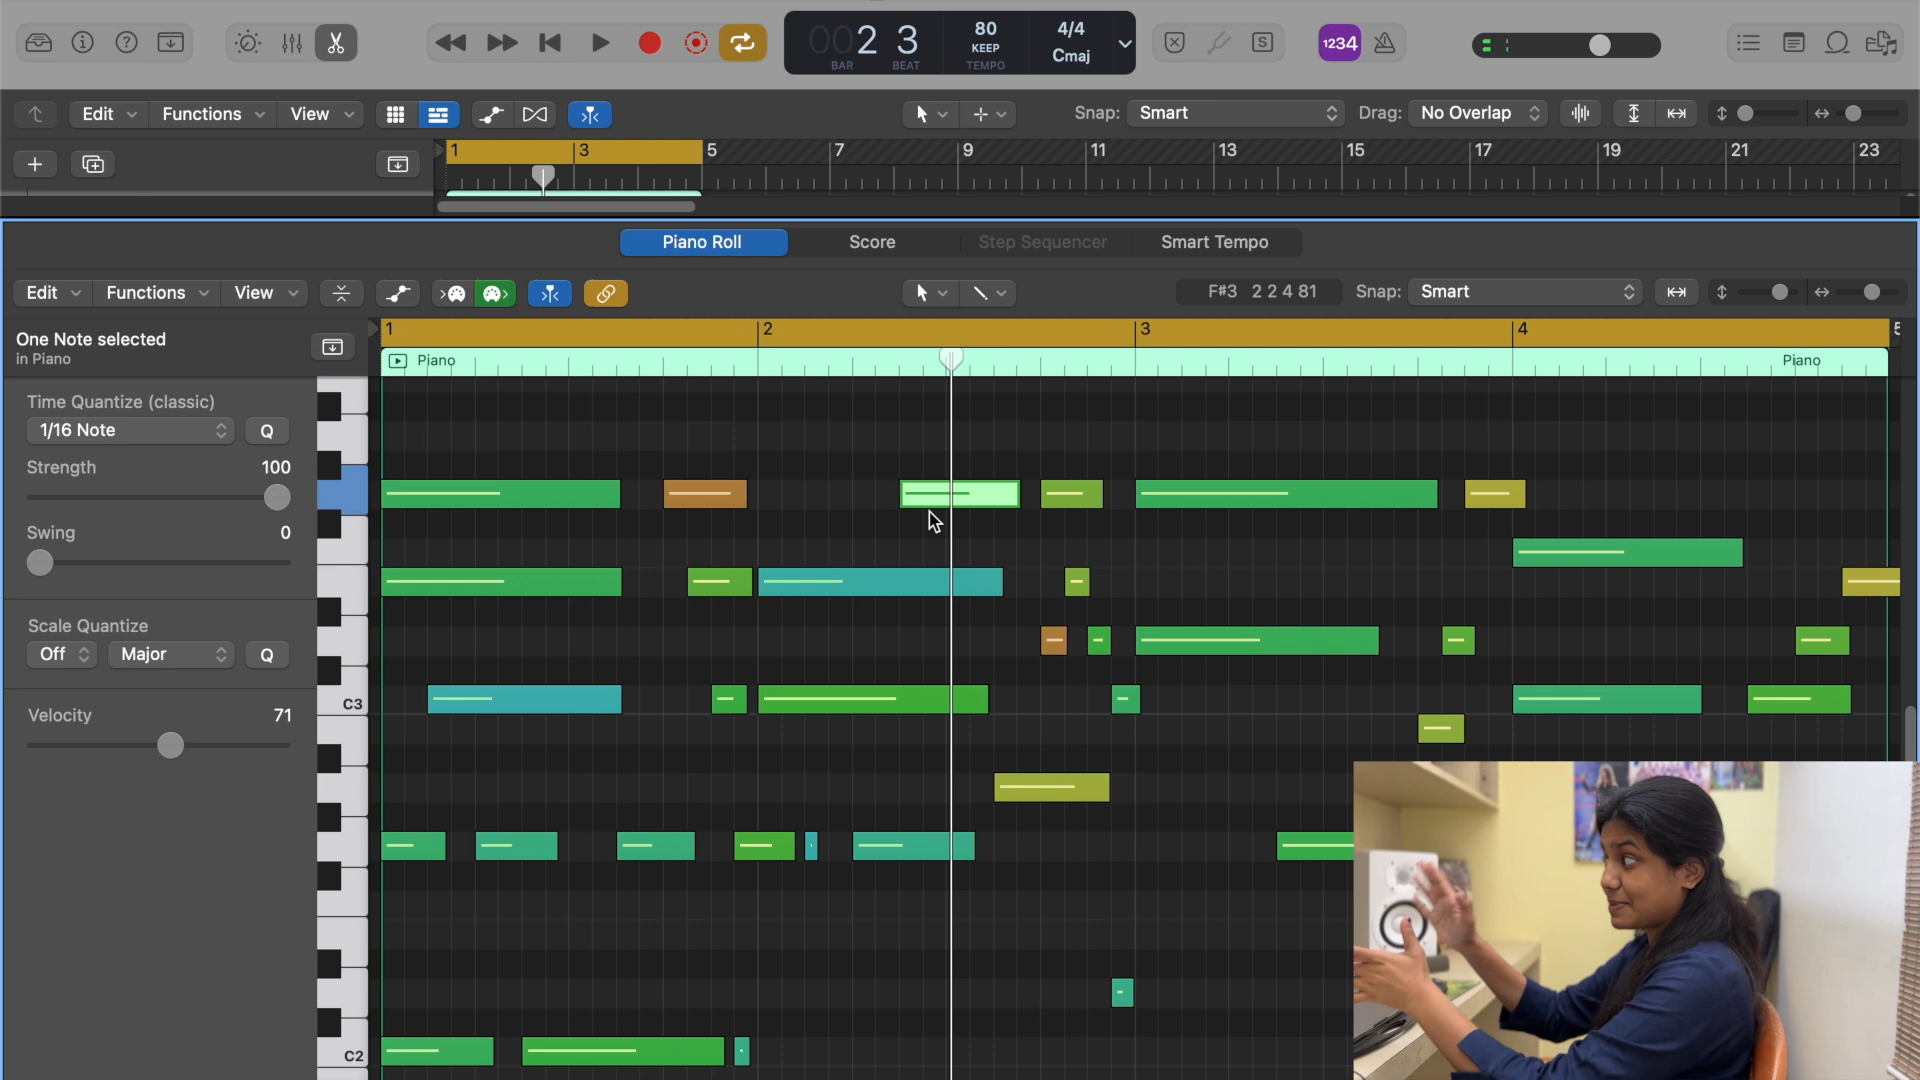 002 3
BAR BEAT
80
KEEP
TEMPO
4/4
Cmaj
S
1234
Edit Functions View
Snap: Smart Drag: No Overlap
1 3 5 7 9 11 13 15 17 19 21 23
Piano Roll Score Step Sequencer Smart Tempo
Edit Functions View
F#3 2 2 4 81 Snap: Smart
One Note selected
in Piano
1 2 3 4 5
Piano Piano
Time Quantize (classic)
1/16 Note Q
Strength 100
Swing 0
Scale Quantize
Off Major Q
Velocity 71
C3
C2